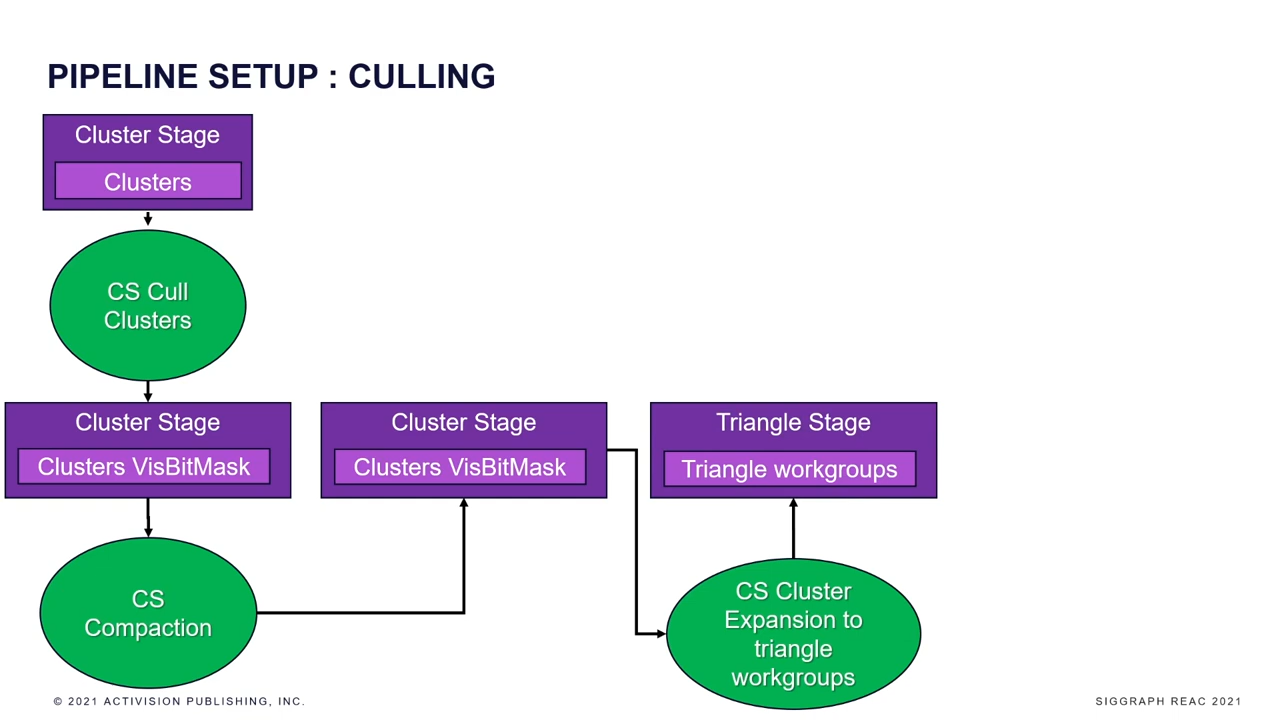 PIPELINE SETUP : CULLING
Cluster Stage
Clusters
CS Cull
Clusters
Cluster Stage
Clusters VisBitMask
CS
Compaction
Cluster Stage
Clusters VisBitMask
Triangle Stage
Triangle workgroups
CS Cluster
Expansion to
triangle
workgroups
© 2021 ACTIVISION PUBLISHING, INC.
SIGGRAPH REAC 2021